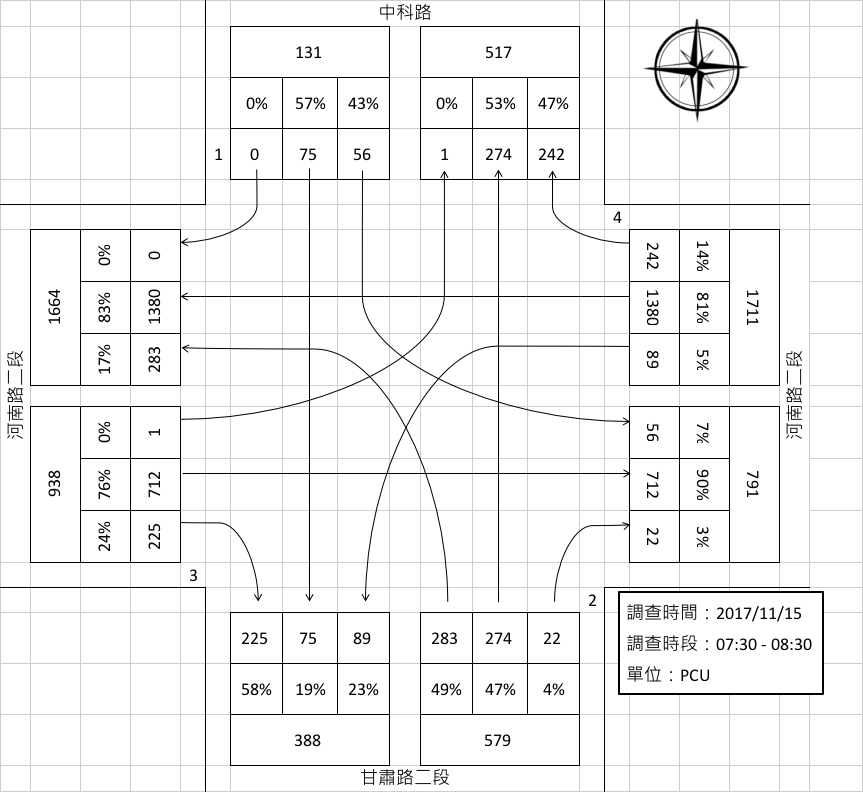 中科路
131 517
0% 57% 43% 0% 53% 47%
1 0 75 56 1 274 242
4
1664 0% 0 242 14% 1711
83% 1380 1380 81%
17% 283 89 5%
河南路二段 河南路二段
938 0% 1 56 7% 791
76% 712 712 90%
24% 225 22 3%
3 2
225 75 89 283 274 22
58% 19% 23% 49% 47% 4%
388 579
甘肅路二段
調查時間：2017/11/15
調查時段：07:30 - 08:30
單位：PCU